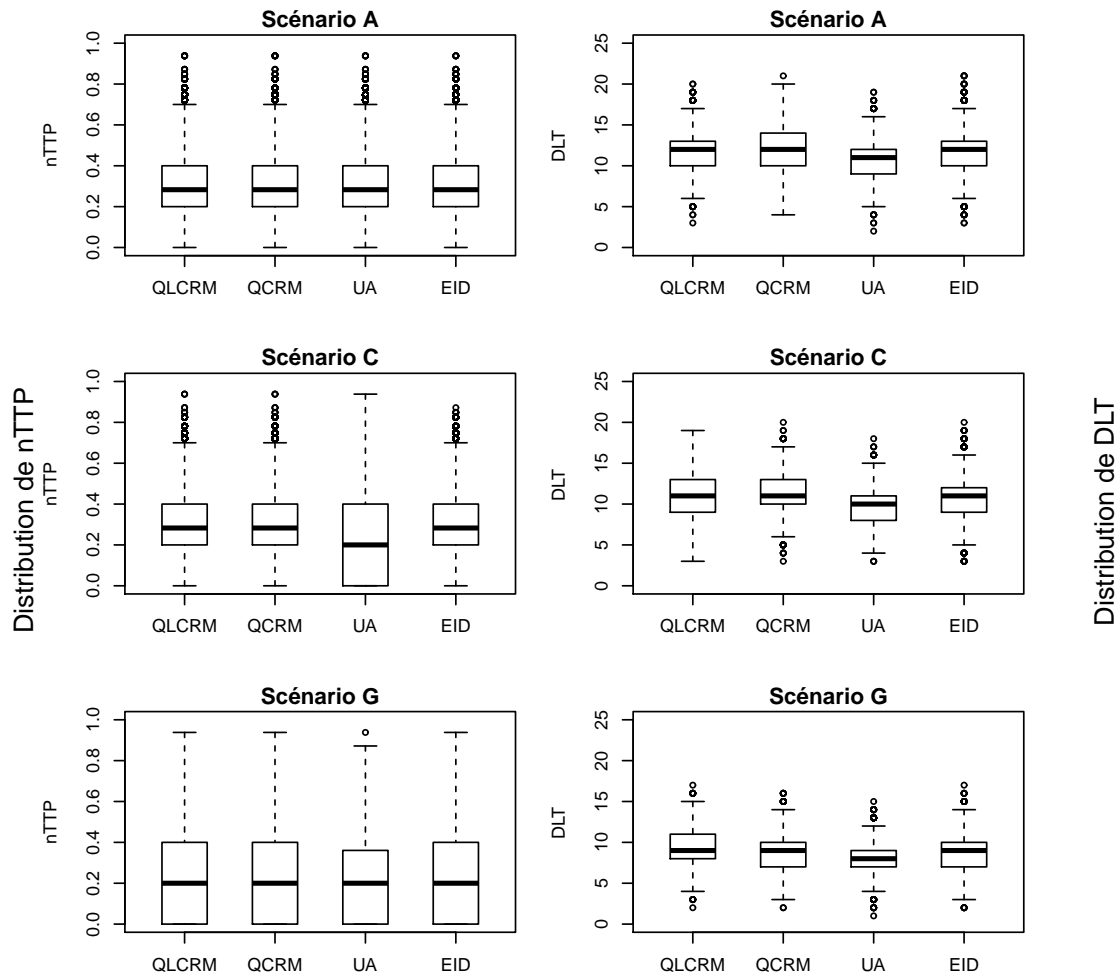 Scénario A
nTTP
0.0 0.2 0.4 0.6 0.8 1.0
QLCRM QCRM UA EID
Scénario A
DLT
0 5 10 15 20 25
QLCRM QCRM UA EID
Distribution de nTTP
Scénario C
nTTP
0.0 0.2 0.4 0.6 0.8 1.0
QLCRM QCRM UA EID
Scénario C
DLT
0 5 10 15 20 25
QLCRM QCRM UA EID
Distribution de DLT
Scénario G
nTTP
0.0 0.2 0.4 0.6 0.8 1.0
QLCRM QCRM UA EID
Scénario G
DLT
0 5 10 15 20 25
QLCRM QCRM UA EID